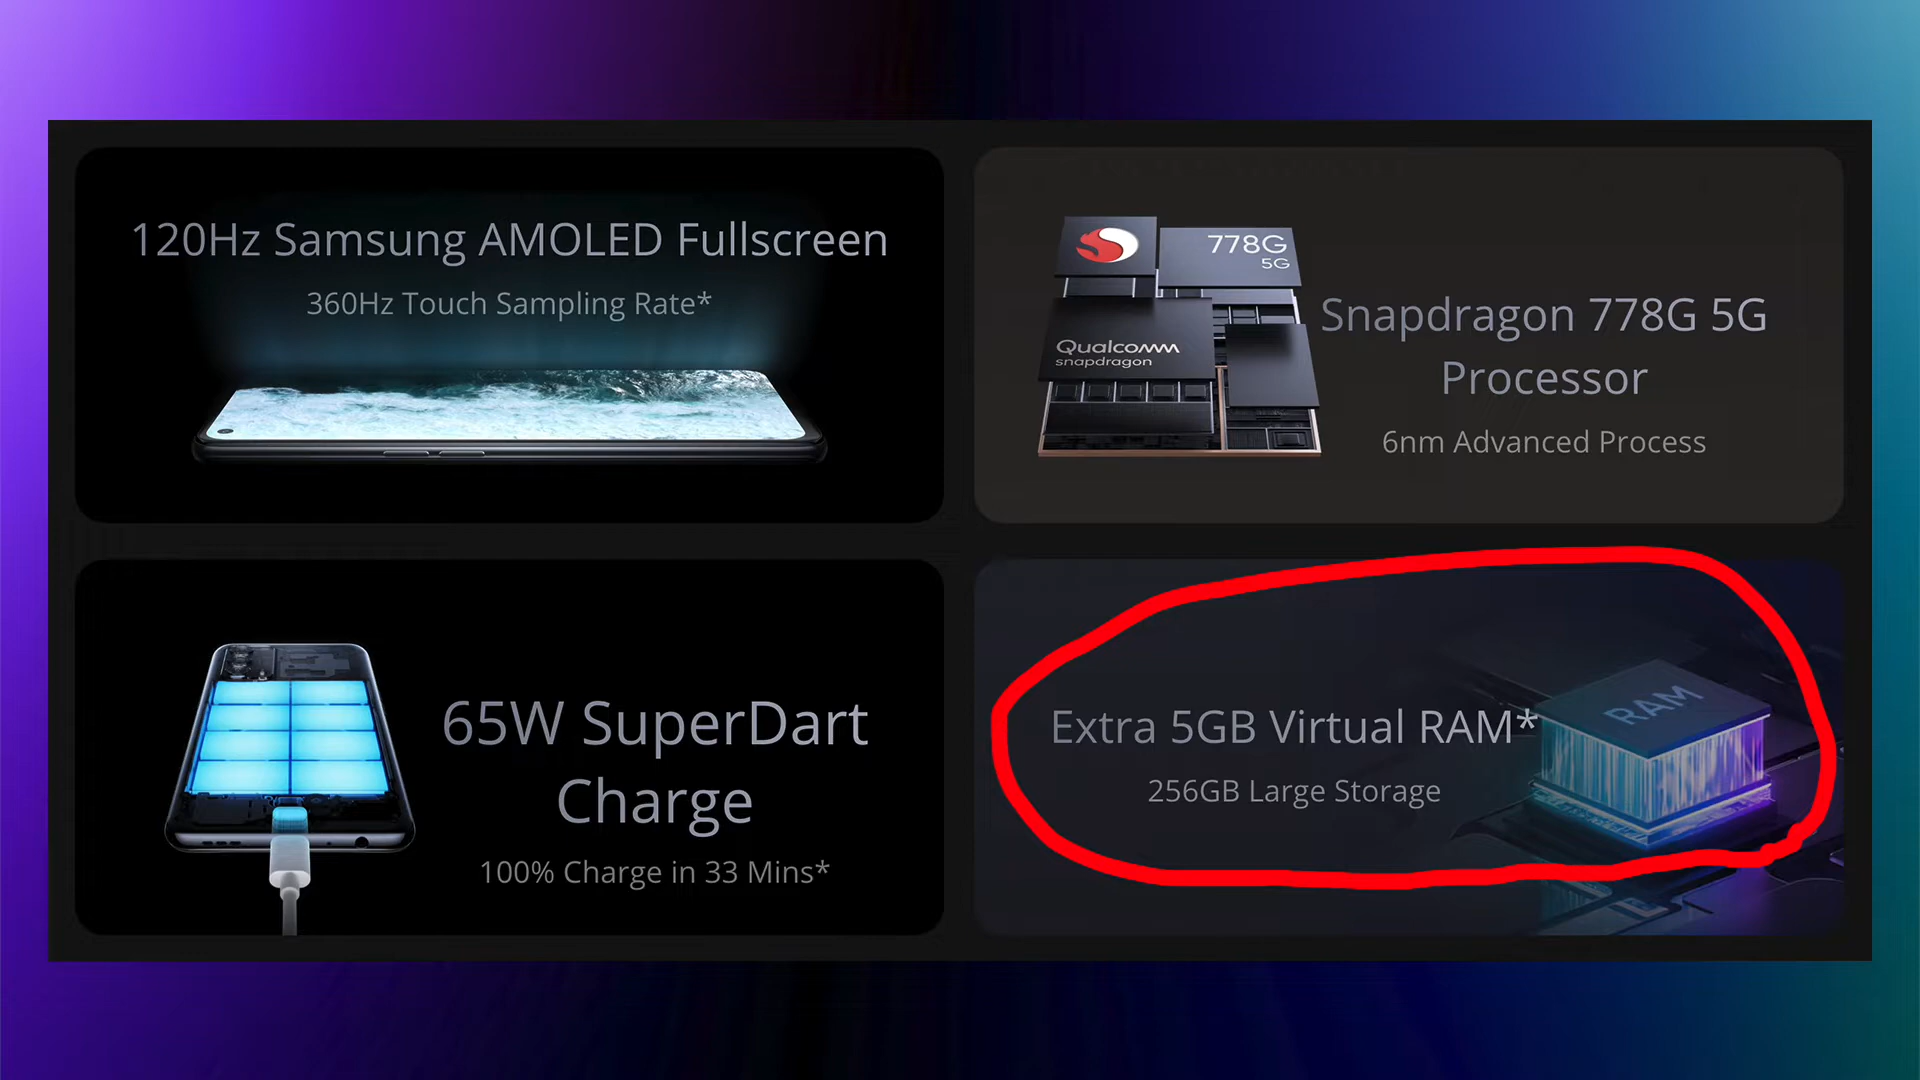 120Hz Samsung AMOLED Fullscreen
360Hz Touch Sampling Rate*
778G
5G
Qualcomm
snapdragon
Snapdragon 778G 5G
Processor
6nm Advanced Process
65W SuperDart
Charge
100% Charge in 33 Mins*
Extra 5GB Virtual RAM*
256GB Large Storage
RAM